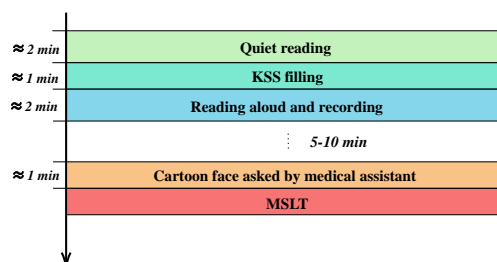 ≈ 2 min Quiet reading
≈ 1 min KSS filling
≈ 2 min Reading aloud and recording
5-10 min
≈ 1 min Cartoon face asked by medical assistant
MSLT